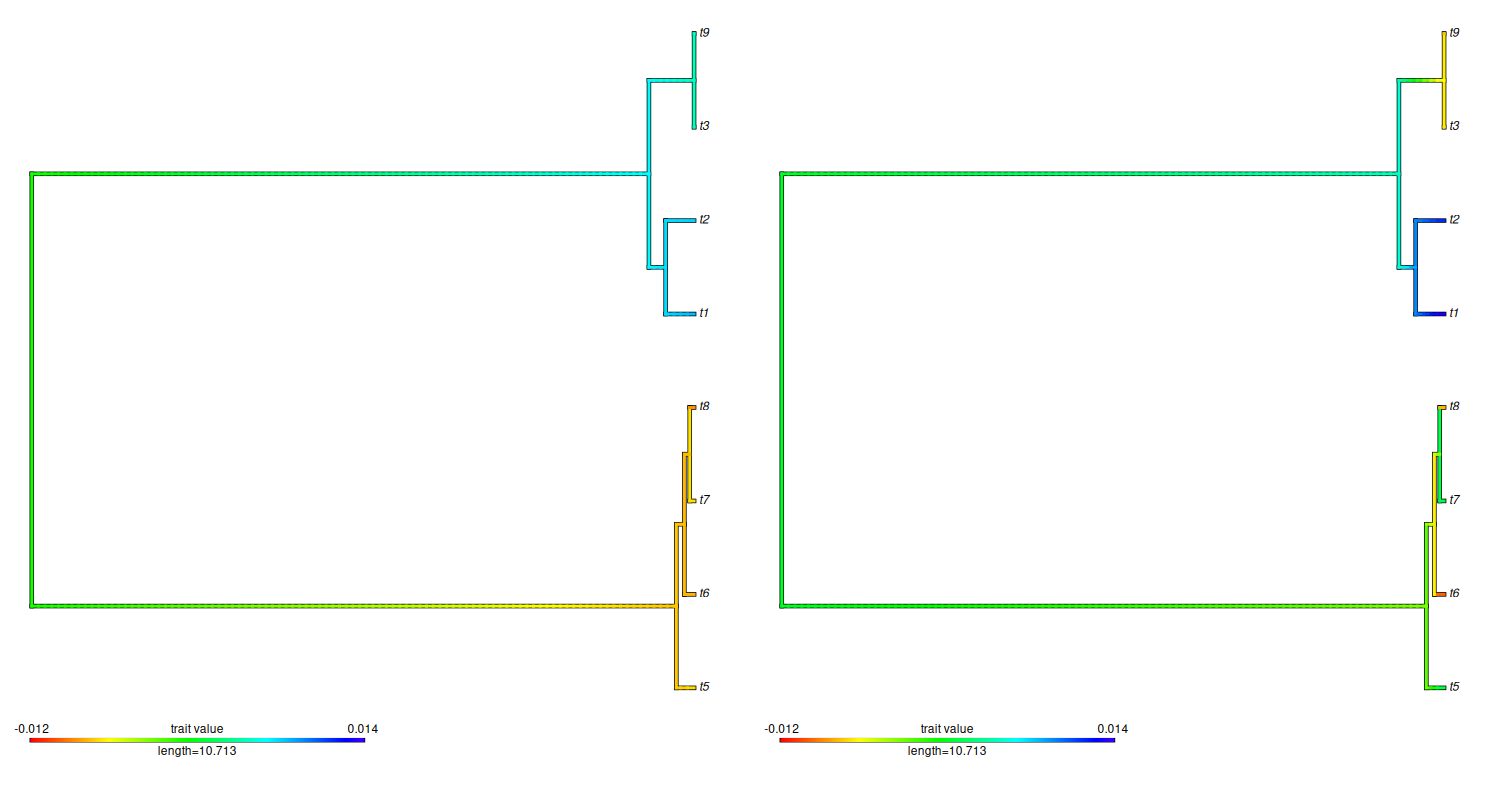 t9
t3
t2
t1
t8
t7
t6
t5
-0.012 trait value 0.014
length=10.713
t9
t3
t2
t1
t8
t7
t6
t5
-0.012 trait value 0.014
length=10.713